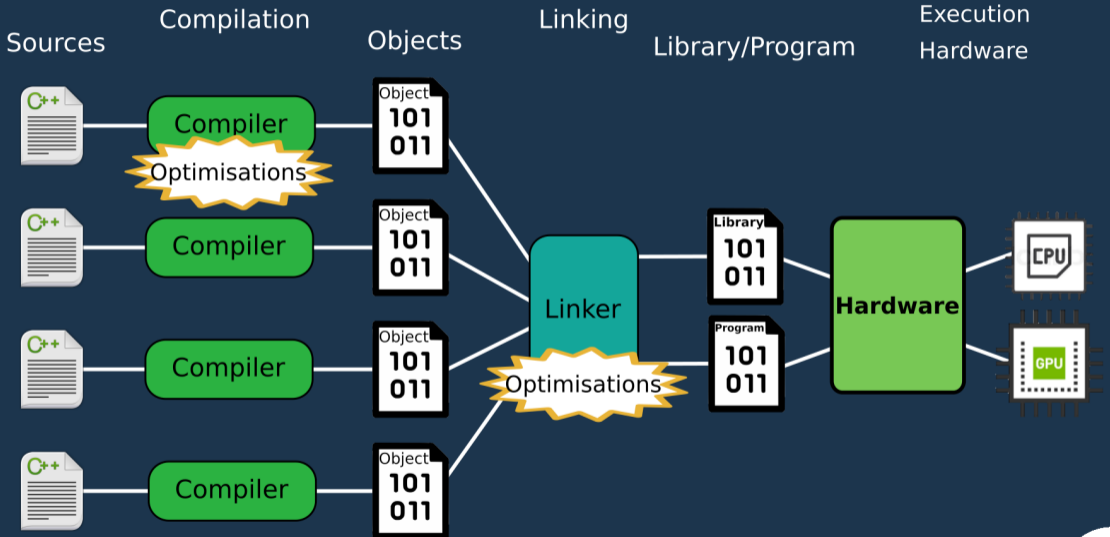 Sources
Compilation
Objects
Linking
Library/Program
Execution
Hardware
C++
Compiler
Optimisations
Object
101
011
C++
Compiler
Object
101
011
C++
Compiler
Object
101
011
C++
Compiler
Object
101
011
Linker
Optimisations
Library
101
011
Program
101
011
Hardware
CPU
GPU